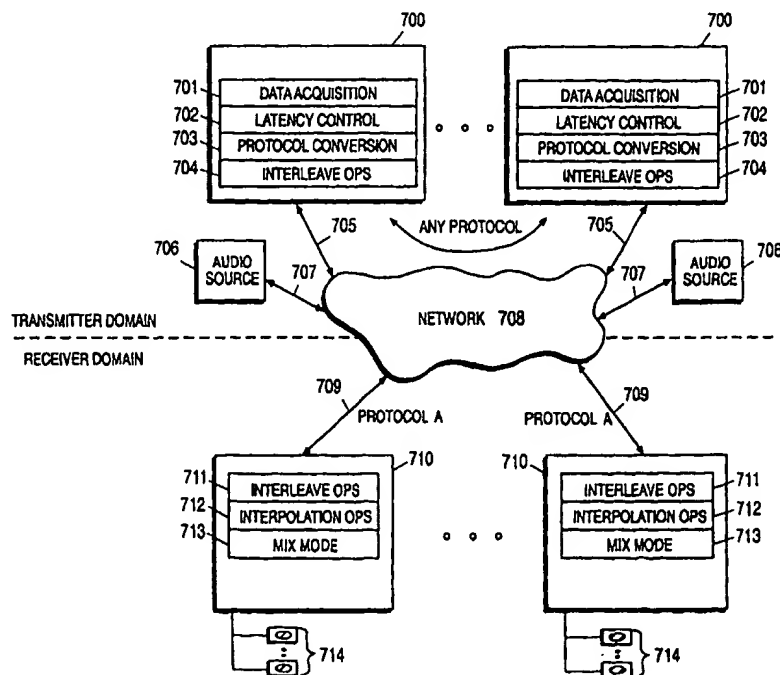 700 700
701 DATA ACQUISITION DATA ACQUISITION 701
702 LATENCY CONTROL LATENCY CONTROL 702
703 PROTOCOL CONVERSION PROTOCOL CONVERSION 703
704 INTERLEAVE OPS INTERLEAVE OPS 704
705 ANY PROTOCOL 705
706 AUDIO SOURCE 707 707 AUDIO SOURCE 706
NETWORK 708
TRANSMITTER DOMAIN
RECEIVER DOMAIN
709 PROTOCOL A PROTOCOL A 709
710 710
711 INTERLEAVE OPS INTERLEAVE OPS 711
712 INTERPOLATION OPS INTERPOLATION OPS 712
713 MIX MODE MIX MODE 713
714 714